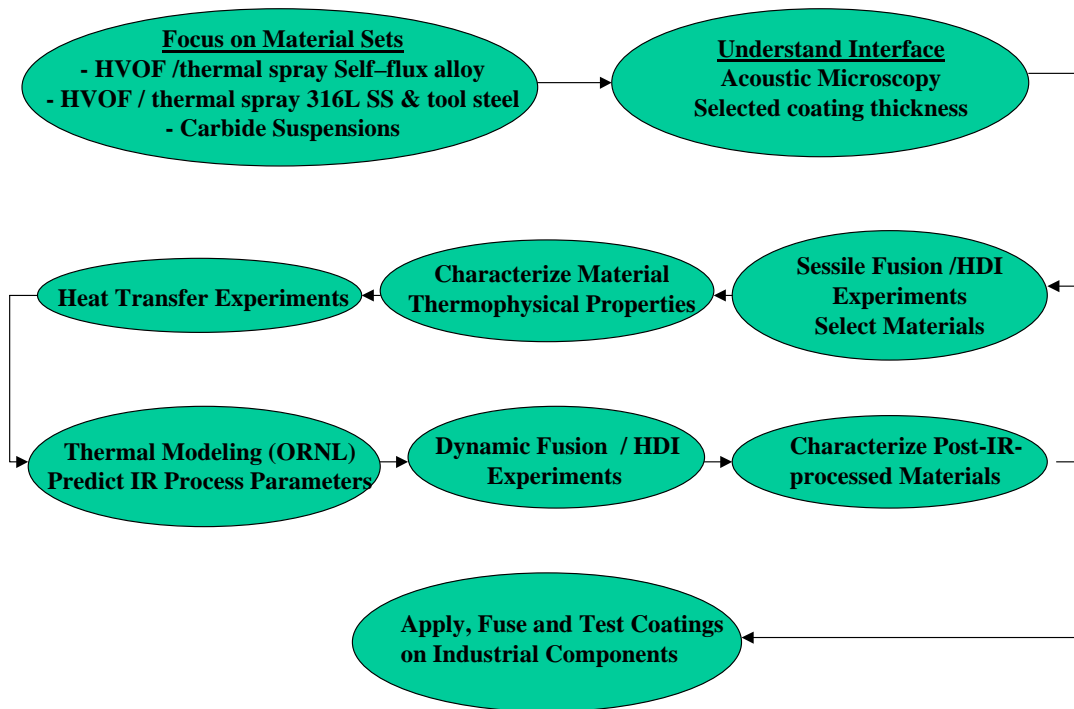 Focus on Material Sets
- HVOF /thermal spray Self–flux alloy
- HVOF / thermal spray 316L SS & tool steel
- Carbide Suspensions
Understand Interface
Acoustic Microscopy
Selected coating thickness
Sessile Fusion /HDI
Experiments
Select Materials
Characterize Material
Thermophysical Properties
Heat Transfer Experiments
Thermal Modeling (ORNL)
Predict IR Process Parameters
Dynamic Fusion / HDI
Experiments
Characterize Post-IR-
processed Materials
Apply, Fuse and Test Coatings
on Industrial Components